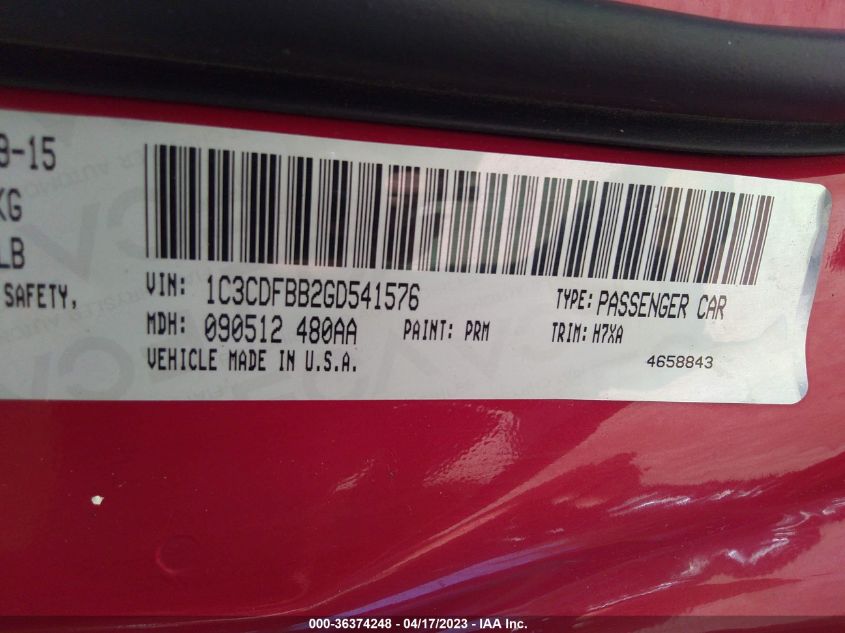 9-15
KG
LB
SAFETY,
VIN: 1C3CDFBB2GD541576 TYPE: PASSENGER CAR
MDH: 090512 480AA PAINT: PRM TRIM: H7XA
VEHICLE MADE IN U.S.A. 4658843
000-36374248 - 04/17/2023 - IAA Inc.